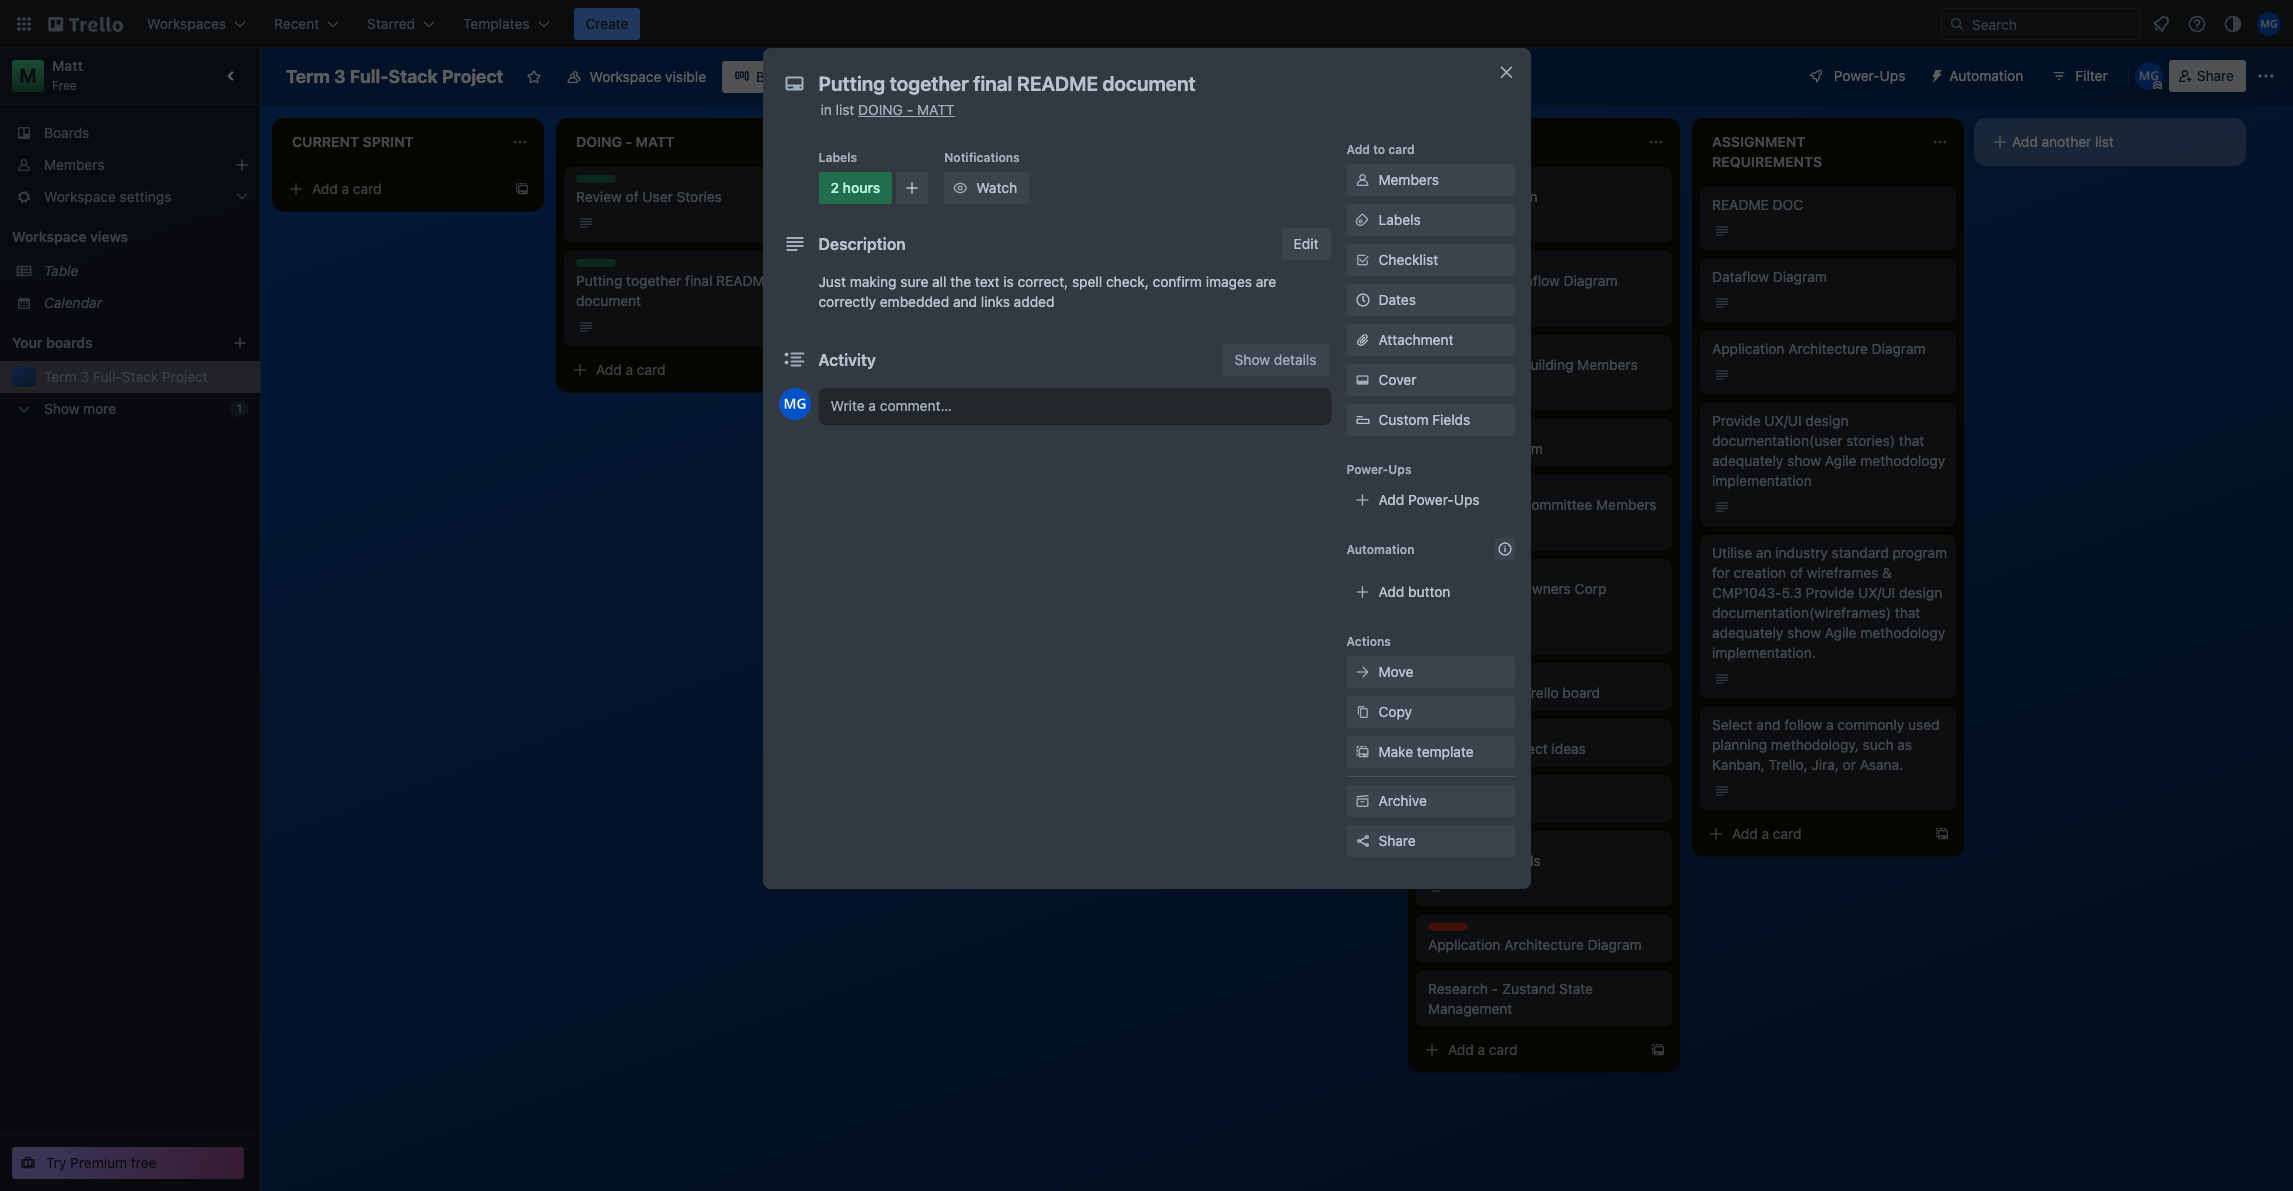 Trello
Workspaces
Recent
Starred
Templates
Create
Search
MG
M
Matt
Free
Term 3 Full-Stack Project
Workspace visible
Power-Ups
Automation
Filter
MG
Share
Boards
Members
Workspace settings
Workspace views
Table
Calendar
Your boards
Term 3 Full-Stack Project
Show more
1
Try Premium free
CURRENT SPRINT
Add a card
DOING - MATT
Review of User Stories
Putting together final READM
document
Add a card
Putting together final README document
in list DOING - MATT
Labels
2 hours
Notifications
Watch
Description
Edit
Just making sure all the text is correct, spell check, confirm images are
correctly embedded and links added
Activity
Show details
MG
Write a comment...
Add to card
Members
Labels
Checklist
Dates
Attachment
Cover
Custom Fields
Power-Ups
Add Power-Ups
Automation
Add button
Actions
Move
Copy
Make template
Archive
Share
flow Diagram
uilding Members
m
ommittee Members
wners Corp
rello board
ect ideas
ls
Application Architecture Diagram
Research - Zustand State
Management
Add a card
ASSIGNMENT
REQUIREMENTS
README DOC
Dataflow Diagram
Application Architecture Diagram
Provide UX/UI design
documentation(user stories) that
adequately show Agile methodology
implementation
Utilise an industry standard program
for creation of wireframes &
CMP1043-5.3 Provide UX/UI design
documentation(wireframes) that
adequately show Agile methodology
implementation.
Select and follow a commonly used
planning methodology, such as
Kanban, Trello, Jira, or Asana.
Add a card
Add another list